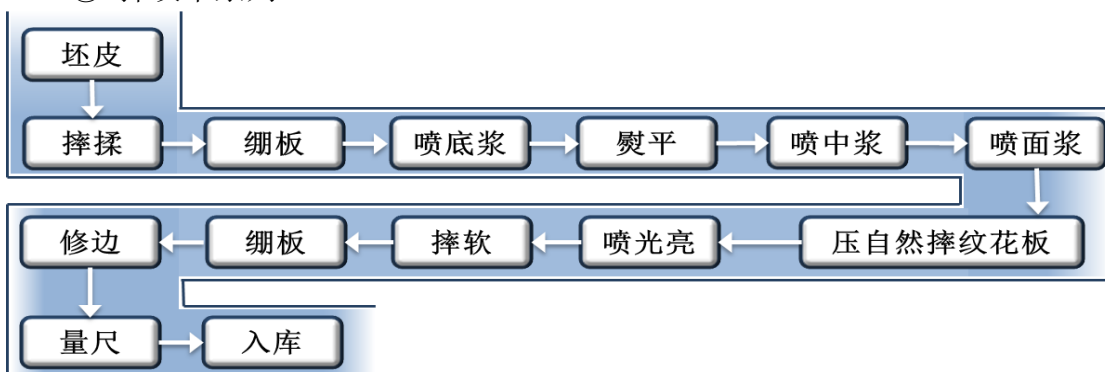 坯皮
摔揉 绷板 喷底浆 熨平 喷中浆 喷面浆
修边 绷板 摔软 喷光亮 压自然摔纹花板
量尺 入库